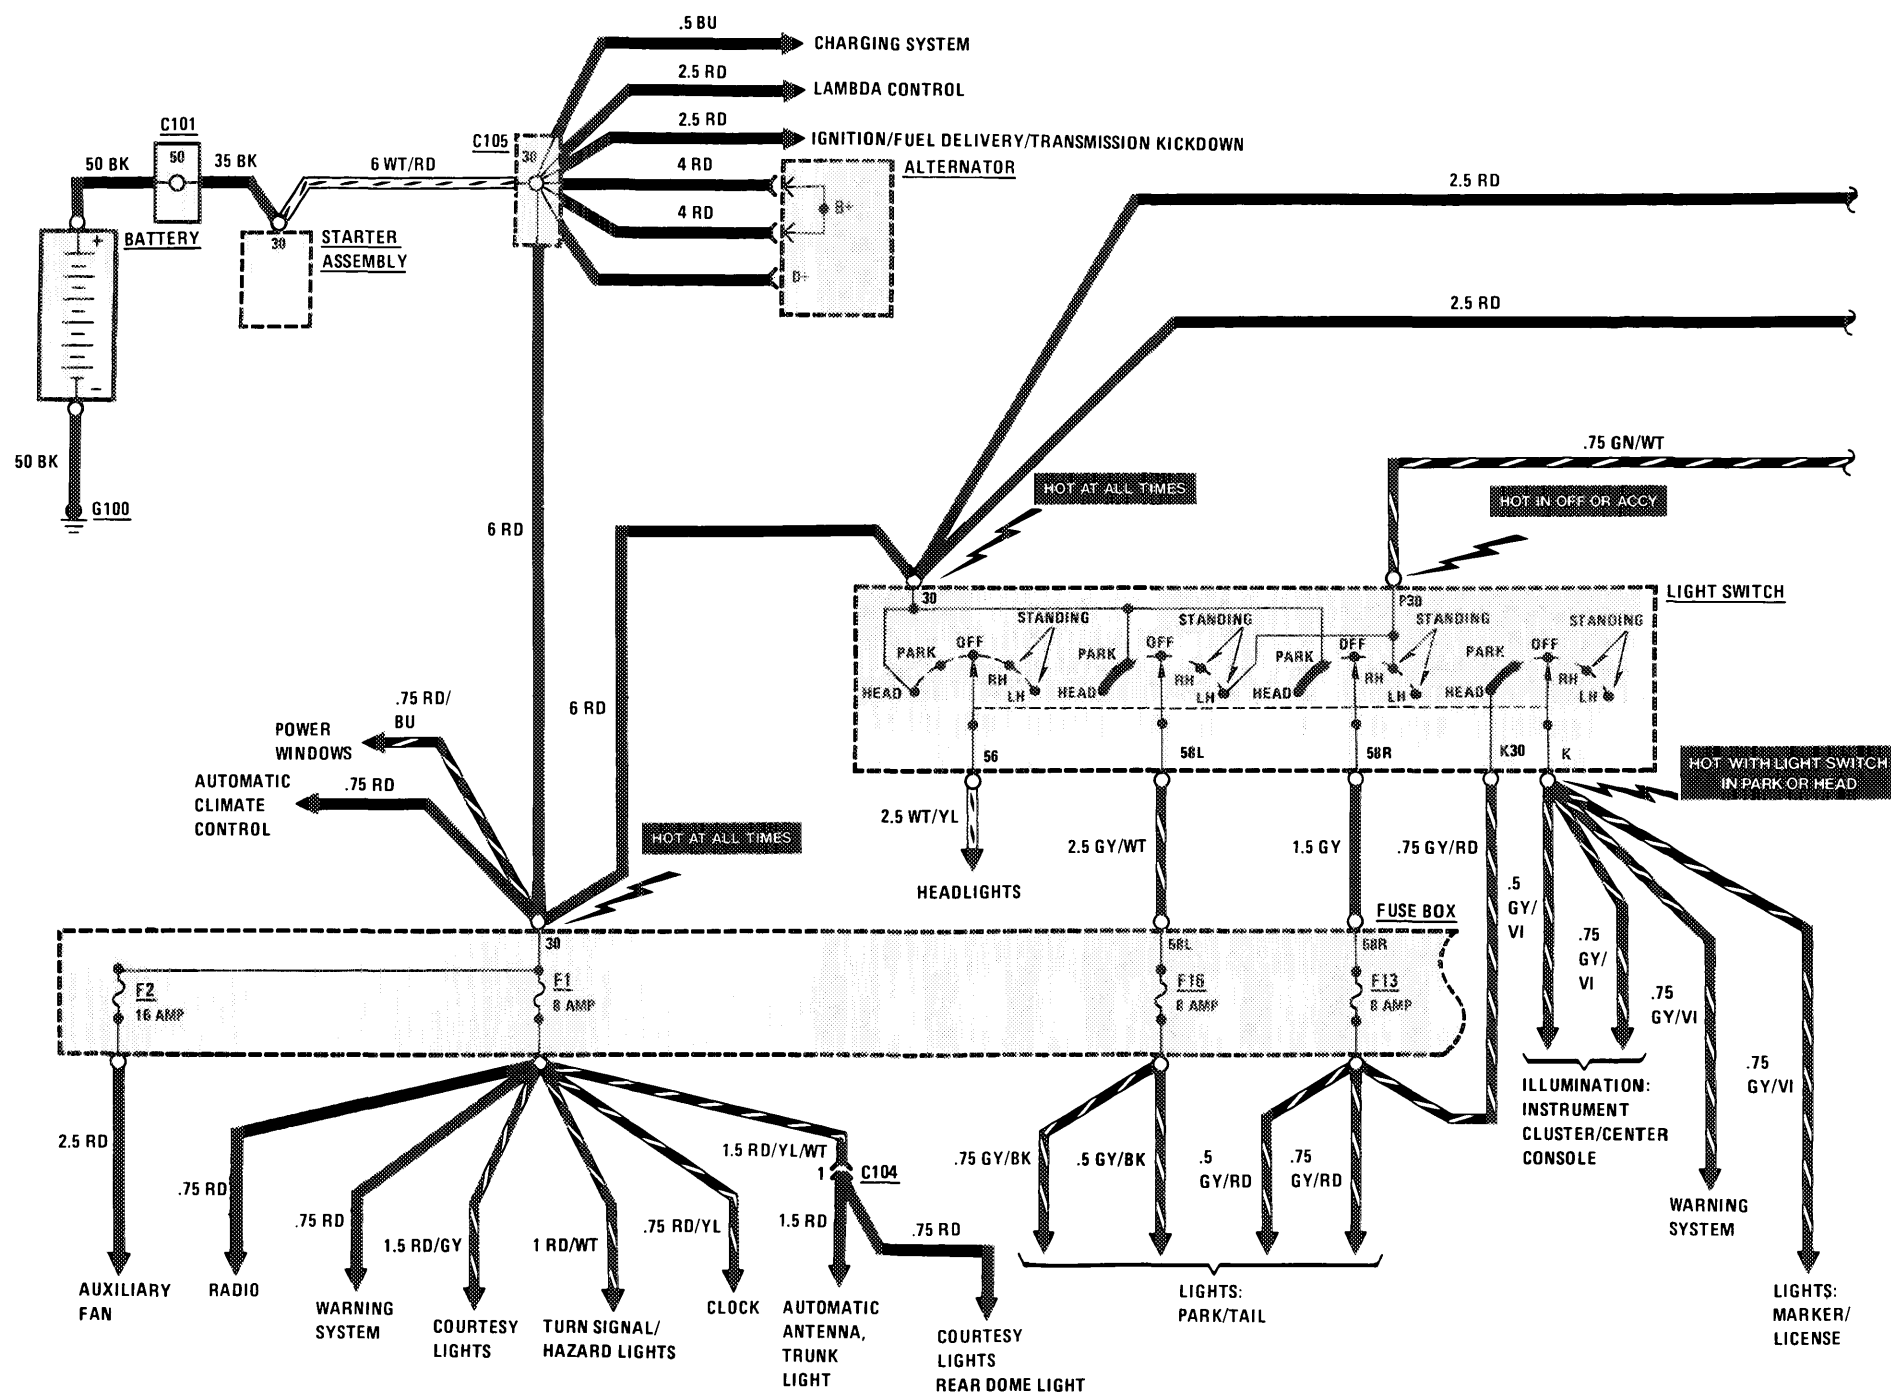 .5 BU
CHARGING SYSTEM
2.5 RD
LAMBDA CONTROL
C101
50
50 BK
35 BK
6 WT/RD
C105
30
2.5 RD
IGNITION/FUEL DELIVERY/TRANSMISSION KICKDOWN
4 RD
ALTERNATOR
B+
4 RD
D+
2.5 RD
BATTERY
+
−
30
STARTER
ASSEMBLY
2.5 RD
50 BK
G100
.75 GN/WT
HOT AT ALL TIMES
HOT IN OFF OR ACCY
6 RD
30
P30
LIGHT SWITCH
STANDING
STANDING
STANDING
STANDING
PARK
OFF
PARK
OFF
PARK
OFF
PARK
OFF
HEAD
RH
LH
HEAD
RH
LH
HEAD
RH
LH
HEAD
RH
LH
56
58L
58R
K30
K
HOT WITH LIGHT SWITCH
IN PARK OR HEAD
.75 RD/
BU
6 RD
POWER
WINDOWS
AUTOMATIC
CLIMATE
CONTROL
.75 RD
HOT AT ALL TIMES
2.5 WT/YL
HEADLIGHTS
2.5 GY/WT
1.5 GY
.75 GY/RD
.5
GY/
VI
.75
GY/
VI
.75
GY/VI
.75
GY/VI
FUSE BOX
30
58L
58R
F2
16 AMP
F1
8 AMP
F16
8 AMP
F13
8 AMP
ILLUMINATION:
INSTRUMENT
CLUSTER/CENTER
CONSOLE
2.5 RD
.75 RD
.75 RD
1.5 RD/GY
1 RD/WT
.75 RD/YL
1.5 RD/YL/WT
1
C104
1.5 RD
.75 RD
.75 GY/BK
.5 GY/BK
.5
GY/RD
.75
GY/RD
AUXILIARY
FAN
RADIO
WARNING
SYSTEM
COURTESY
LIGHTS
TURN SIGNAL/
HAZARD LIGHTS
CLOCK
AUTOMATIC
ANTENNA,
TRUNK
LIGHT
COURTESY
LIGHTS
REAR DOME LIGHT
LIGHTS:
PARK/TAIL
WARNING
SYSTEM
LIGHTS:
MARKER/
LICENSE